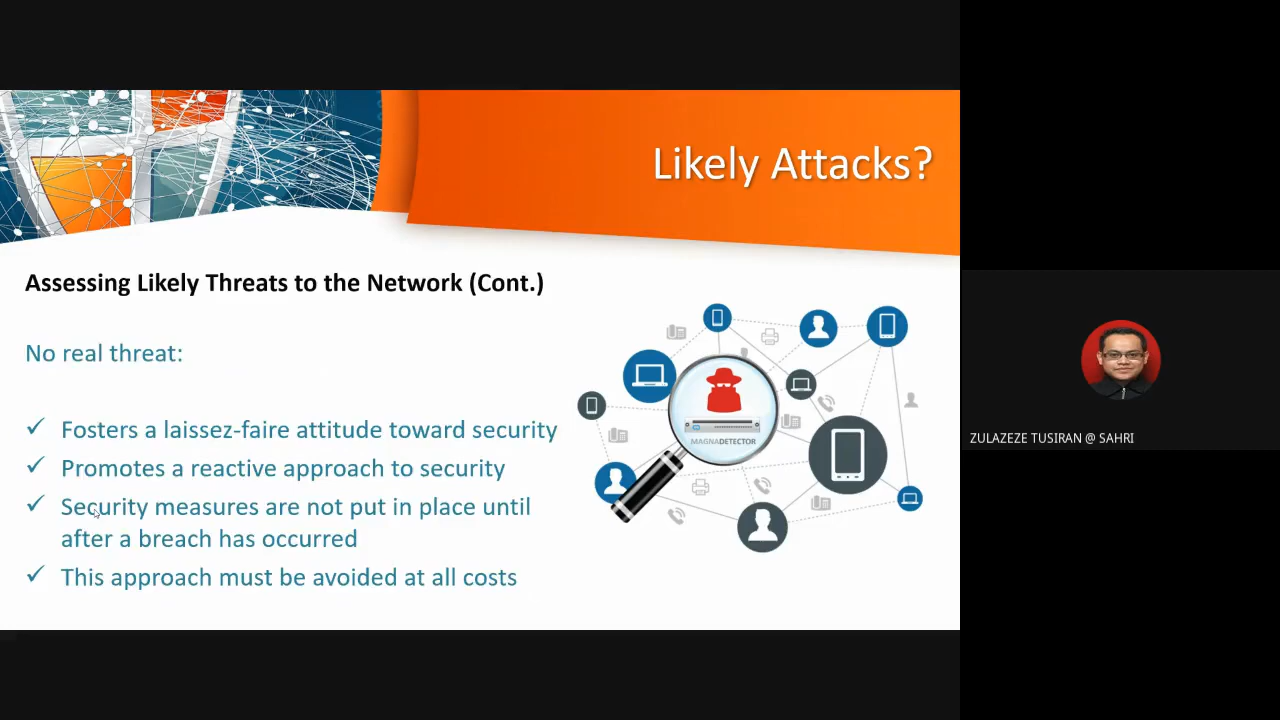 Likely Attacks?
Assessing Likely Threats to the Network (Cont.)
No real threat:
✓ Fosters a laissez-faire attitude toward security
✓ Promotes a reactive approach to security
✓ Security measures are not put in place until
after a breach has occurred
✓ This approach must be avoided at all costs
MAGNADETECTOR
ZULAZEZE TUSIRAN @ SAHRI